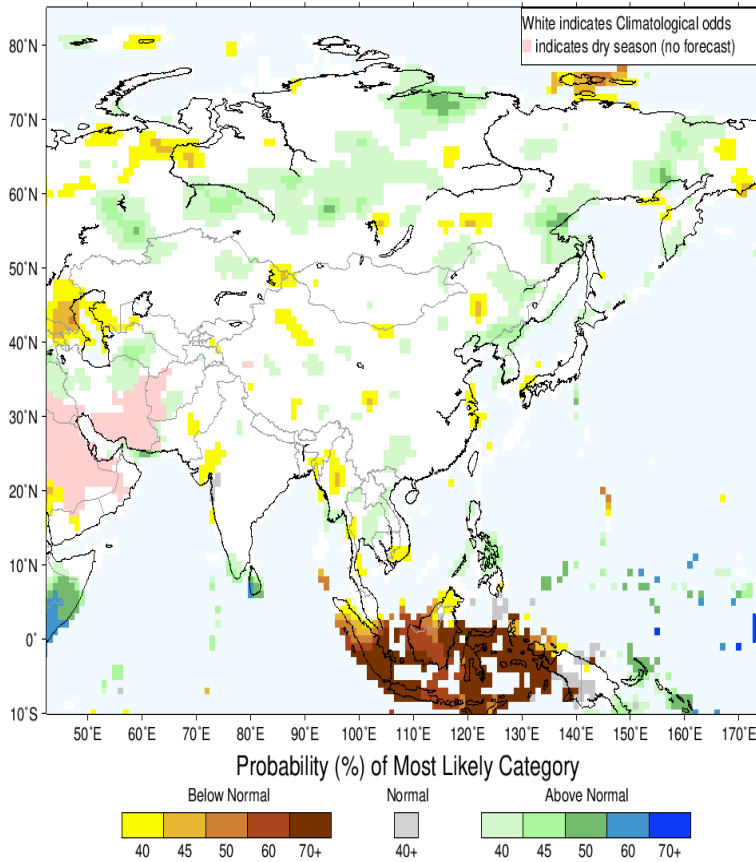 White indicates Climatological odds
indicates dry season (no forecast)
80˚N
70˚N
60˚N
50˚N
40˚N
30˚N
20˚N
10˚N
0˚
10˚S
50˚E 60˚E 70˚E 80˚E 90˚E 100˚E 110˚E 120˚E 130˚E 140˚E 150˚E 160˚E 170˚E
Probability (%) of Most Likely Category
Below Normal Normal Above Normal
40 45 50 60 70+ 40+ 40 45 50 60 70+